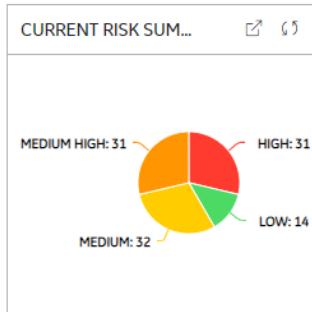 CURRENT RISK SUM...
MEDIUM HIGH: 31
HIGH: 31
LOW: 14
MEDIUM: 32